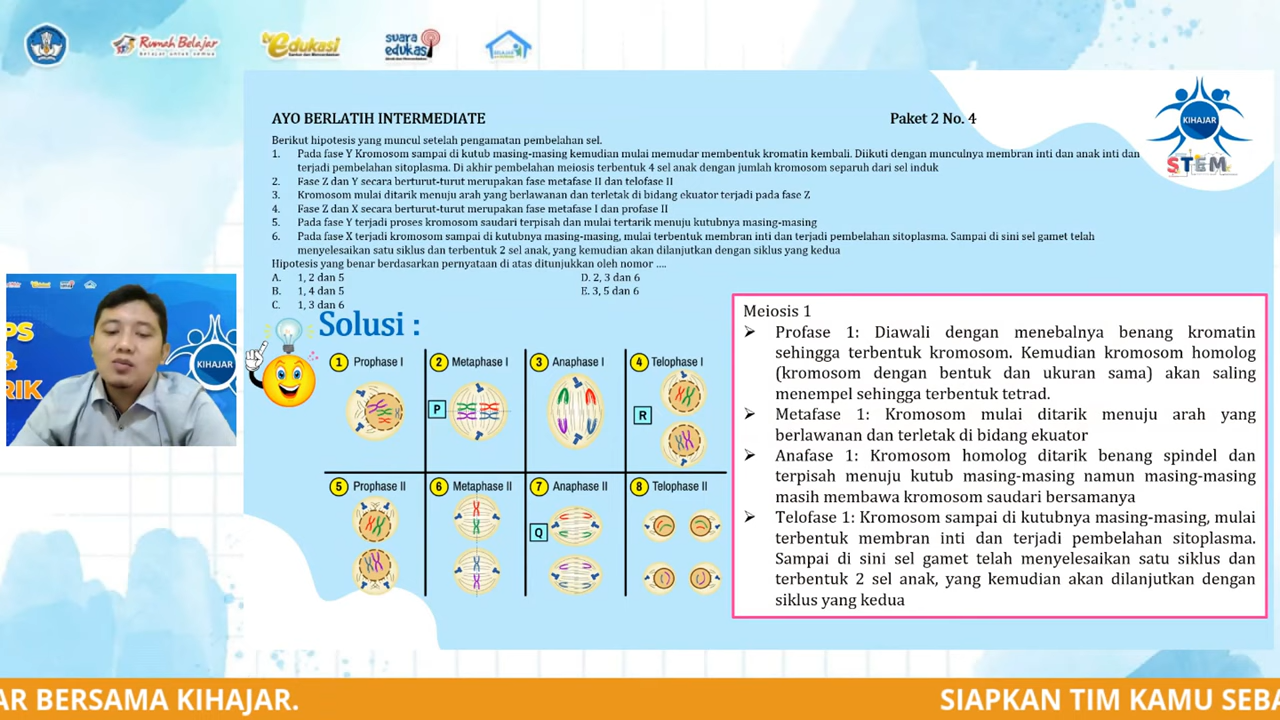 Rumah Belajar
Belajar untuk semua
tv Edukasi
Santun dan Mencerdaskan
suara
edukasi
AYO BERLATIH INTERMEDIATE
Paket 2 No. 4
KIHAJAR
STEM
Berikut hipotesis yang muncul setelah pengamatan pembelahan sel.
1. Pada fase Y Kromosom sampai di kutub masing-masing kemudian mulai memudar membentuk kromatin kembali. Diikuti dengan munculnya membran inti dan anak inti dan
terjadi pembelahan sitoplasma. Di akhir pembelahan meiosis terbentuk 4 sel anak dengan jumlah kromosom separuh dari sel induk
2. Fase Z dan Y secara berturut-turut merupakan fase metafase II dan telofase II
3. Kromosom mulai ditarik menuju arah yang berlawanan dan terletak di bidang ekuator terjadi pada fase Z
4. Fase Z dan X secara berturut-turut merupakan fase metafase I dan profase II
5. Pada fase Y terjadi proses kromosom saudari terpisah dan mulai tertarik menuju kutubnya masing-masing
6. Pada fase X terjadi kromosom sampai di kutubnya masing-masing, mulai terbentuk membran inti dan terjadi pembelahan sitoplasma. Sampai di sini sel gamet telah
menyelesaikan satu siklus dan terbentuk 2 sel anak, yang kemudian akan dilanjutkan dengan siklus yang kedua
Hipotesis yang benar berdasarkan pernyataan di atas ditunjukkan oleh nomor ....
A. 1, 2 dan 5
D. 2, 3 dan 6
B. 1, 4 dan 5
E. 3, 5 dan 6
C. 1, 3 dan 6
Solusi :
1 Prophase I
2 Metaphase I
3 Anaphase I
4 Telophase I
P
R
5 Prophase II
6 Metaphase II
7 Anaphase II
8 Telophase II
Q
Meiosis 1
➢ Profase 1: Diawali dengan menebalnya benang kromatin
sehingga terbentuk kromosom. Kemudian kromosom homolog
(kromosom dengan bentuk dan ukuran sama) akan saling
menempel sehingga terbentuk tetrad.
➢ Metafase 1: Kromosom mulai ditarik menuju arah yang
berlawanan dan terletak di bidang ekuator
➢ Anafase 1: Kromosom homolog ditarik benang spindel dan
terpisah menuju kutub masing-masing namun masing-masing
masih membawa kromosom saudari bersamanya
➢ Telofase 1: Kromosom sampai di kutubnya masing-masing, mulai
terbentuk membran inti dan terjadi pembelahan sitoplasma.
Sampai di sini sel gamet telah menyelesaikan satu siklus dan
terbentuk 2 sel anak, yang kemudian akan dilanjutkan dengan
siklus yang kedua
PS
&
RIK
KIHAJAR
AR BERSAMA KIHAJAR.
SIAPKAN TIM KAMU SEBA